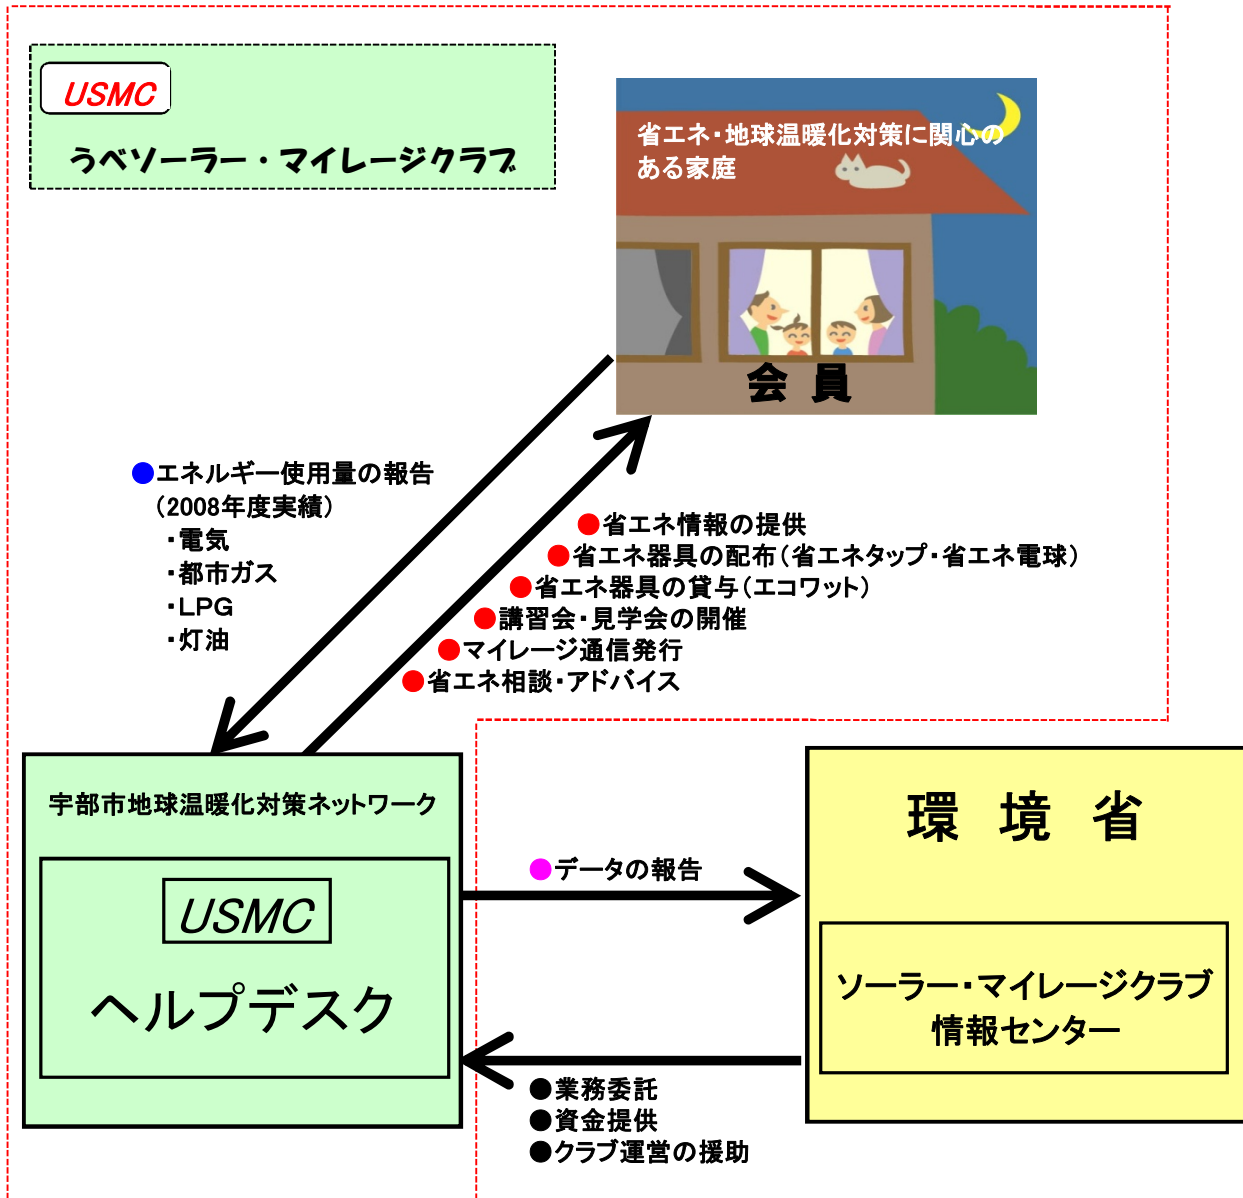 USMC
うベソーラー・マイレージクラブ
省エネ・地球温暖化対策に関心の
ある家庭
会 員
●エネルギー使用量の報告
(2008年度実績)
・電気
・都市ガス
・LPG
・灯油
●省エネ情報の提供
●省エネ器具の配布(省エネタップ・省エネ電球)
●省エネ器具の貸与(エコワット)
●講習会・見学会の開催
●マイレージ通信発行
●省エネ相談・アドバイス
宇部市地球温暖化対策ネットワーク
USMC
ヘルプデスク
●データの報告
環 境 省
ソーラー・マイレージクラブ
情報センター
●業務委託
●資金提供
●クラブ運営の援助